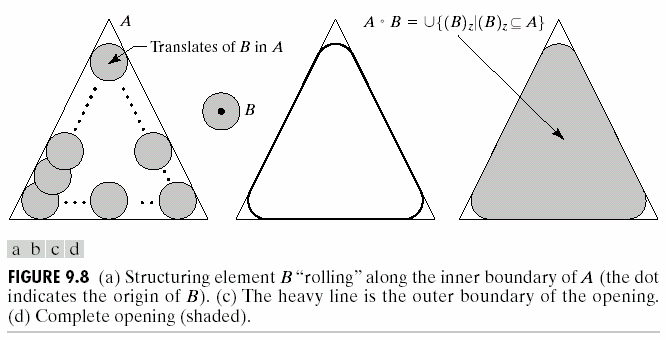 A
Translates of B in A
B
A ∘ B = ∪{(B)z|(B)z ⊆ A}
a b c d
FIGURE 9.8 (a) Structuring element B “rolling” along the inner boundary of A (the dot
indicates the origin of B). (c) The heavy line is the outer boundary of the opening.
(d) Complete opening (shaded).